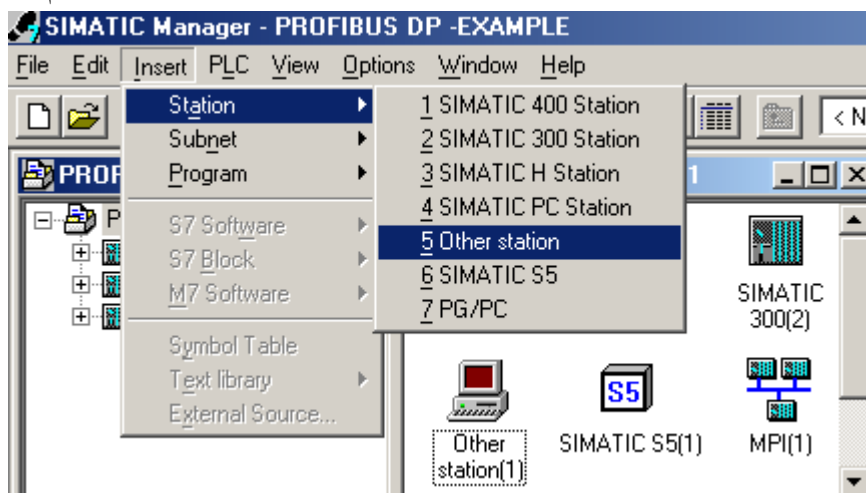 SIMATIC Manager - PROFIBUS DP -EXAMPLE
File Edit Insert PLC View Options Window Help
< N
Station
Subnet
Program
S7 Software
S7 Block
M7 Software
Symbol Table
Text library
External Source...
1 SIMATIC 400 Station
2 SIMATIC 300 Station
3 SIMATIC H Station
4 SIMATIC PC Station
5 Other station
6 SIMATIC S5
7 PG/PC
PROF
1
P
SIMATIC
300(2)
S5
Other
station(1)
SIMATIC S5(1)
MPI(1)